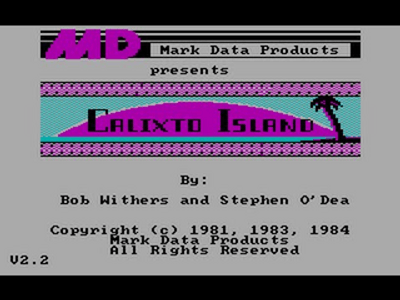 MD
Mark Data Products
presents
Calixto Island
By:
Bob Withers and Stephen O'Dea
Copyright (c) 1981, 1983, 1984
Mark Data Products
All Rights Reserved
V2.2